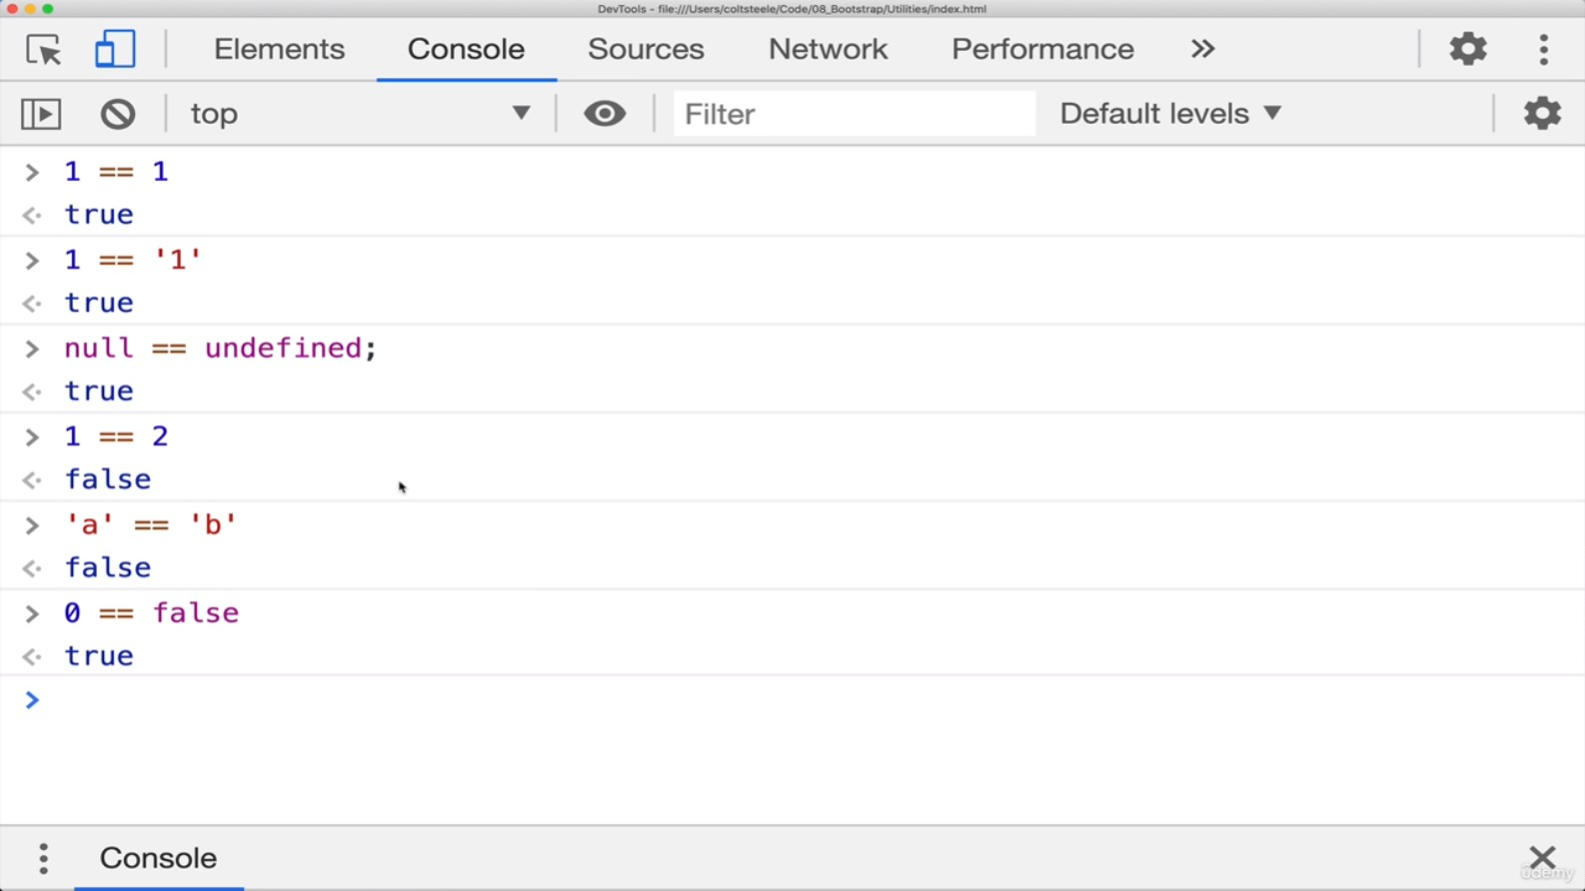 DevTools - file:///Users/coltsteele/Code/08_Bootstrap/Utilities/index.html
Elements Console Sources Network Performance »
top ▼ Filter Default levels ▼
> 1 == 1
true
> 1 == '1'
true
> null == undefined;
true
> 1 == 2
false
> 'a' == 'b'
false
> 0 == false
true
>
Console
udemy